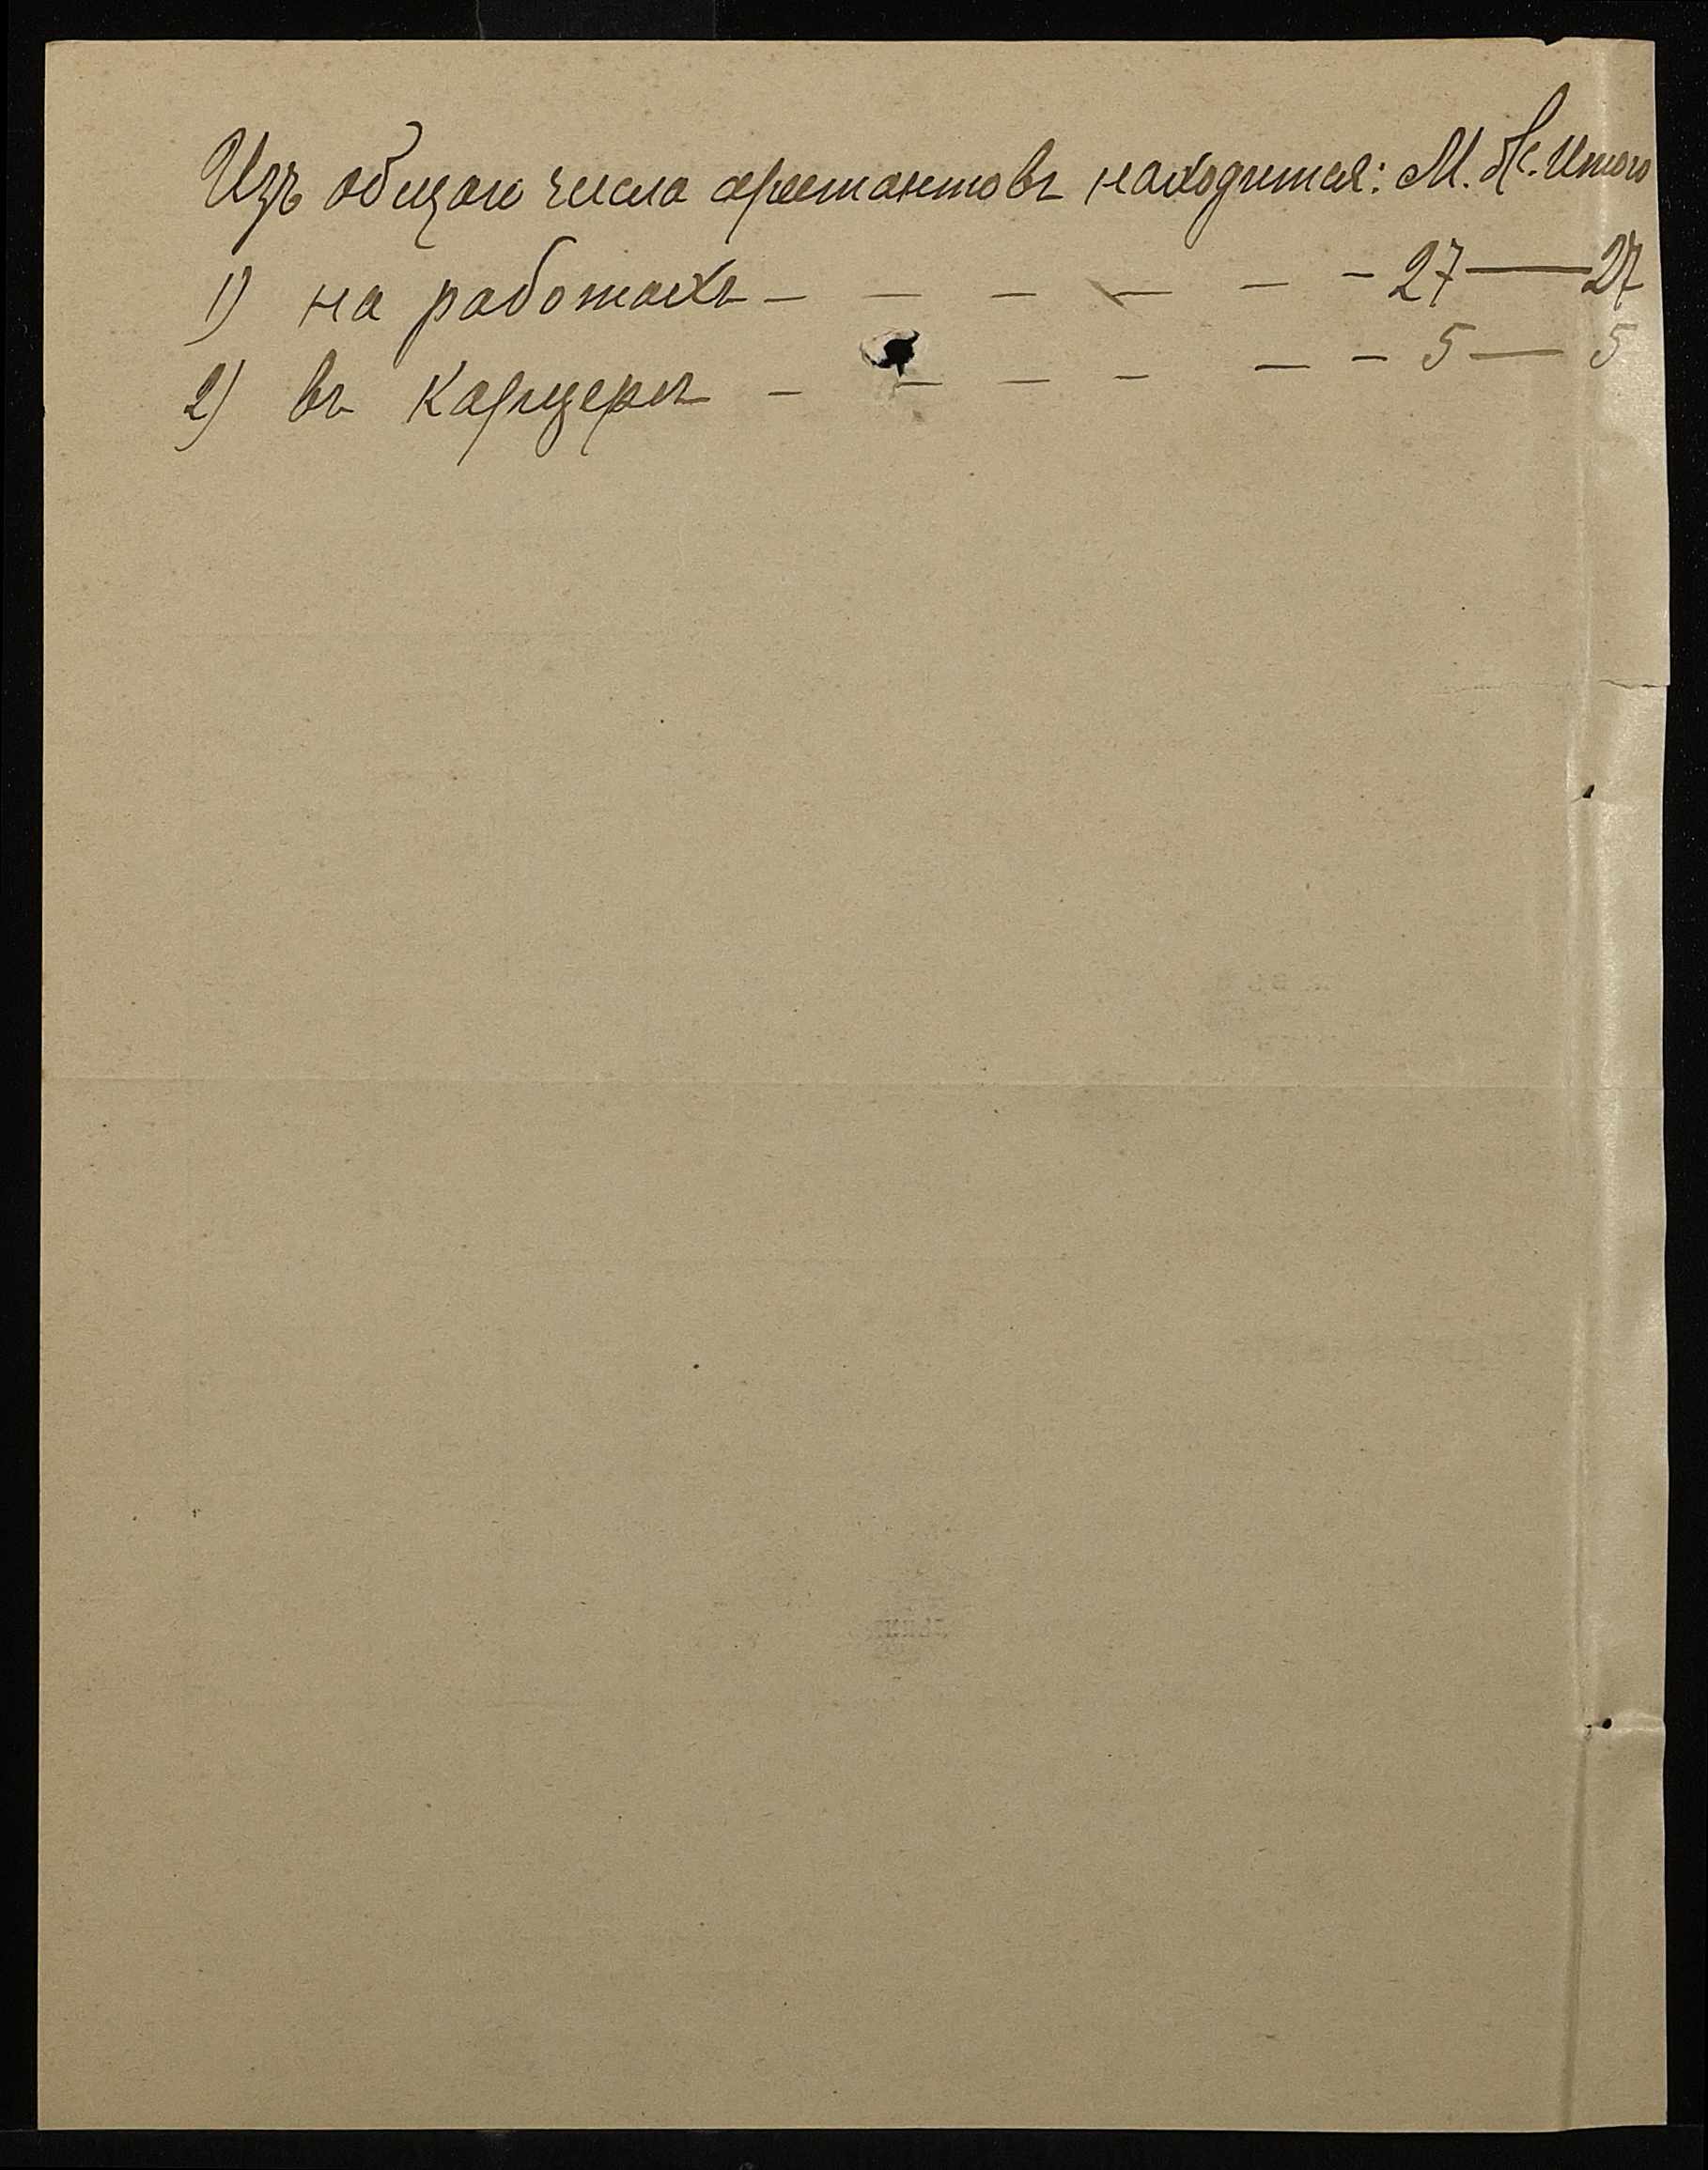 Изъ общаго числа арестантовъ находится: М. Ж. Итого
1) на работахъ - - - - - - 27 — 27
2) въ карцерѣ - - - - - - 5 — 5